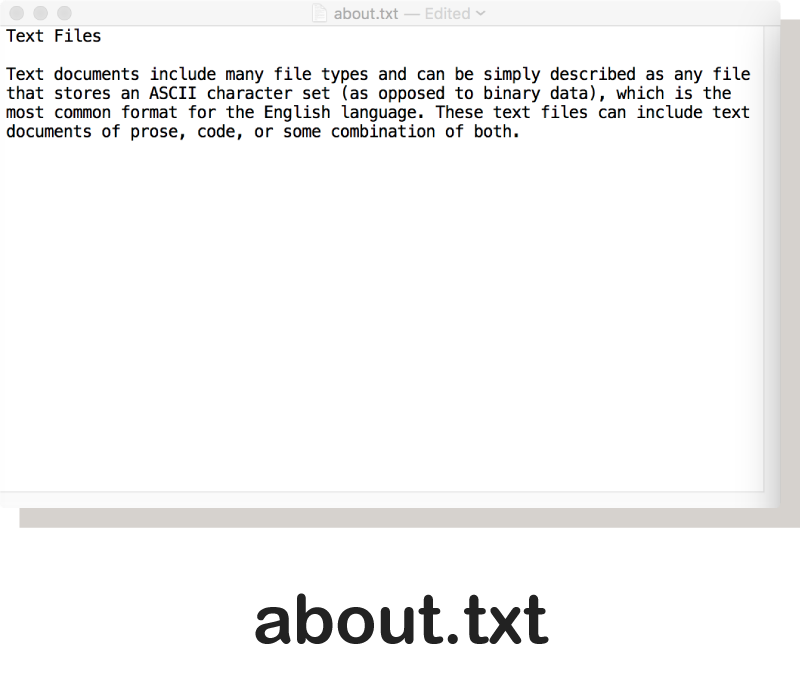 about.txt — Edited
Text Files
Text documents include many file types and can be simply described as any file
that stores an ASCII character set (as opposed to binary data), which is the
most common format for the English language. These text files can include text
documents of prose, code, or some combination of both.
about.txt